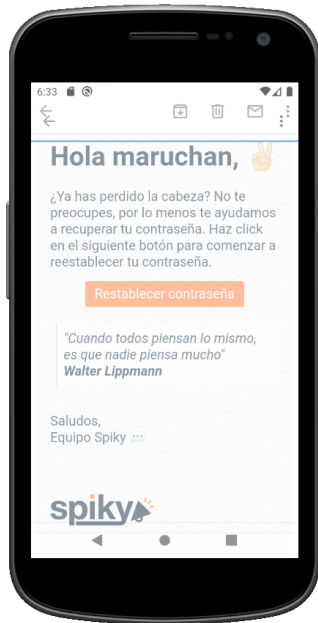 6:33
Hola maruchan,
¿Ya has perdido la cabeza? No te
preocupes, por lo menos te ayudamos
a recuperar tu contraseña. Haz click
en el siguiente botón para comenzar a
reestablecer tu contraseña.
Restablecer contraseña
"Cuando todos piensan lo mismo,
es que nadie piensa mucho"
Walter Lippmann
Saludos,
Equipo Spiky
spiky